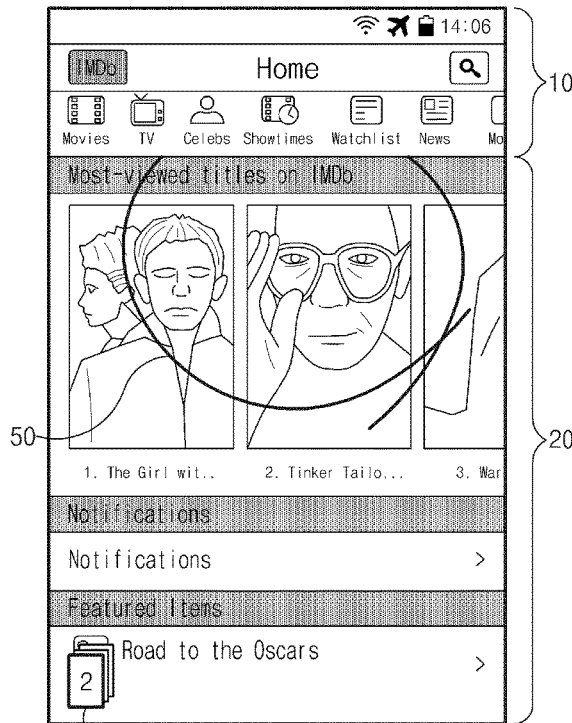 14:06
IMDb Home
10
Movies TV Celebs Showtimes Watchlist News Mo
Most-viewed titles on IMDb
50
20
1. The Girl wit.. 2. Tinker Tailo... 3. War
Notifications
Notifications >
Featured Items
Road to the Oscars >
2